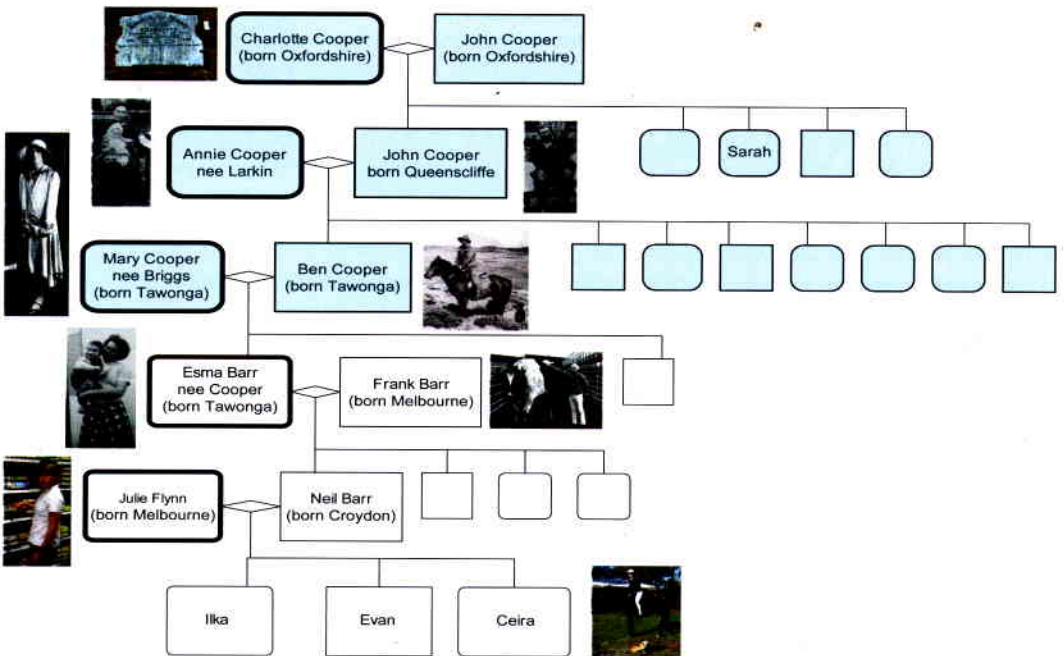 Charlotte Cooper
(born Oxfordshire)
John Cooper
(born Oxfordshire)
Sarah
Annie Cooper
nee Larkin
John Cooper
born Queenscliffe
Mary Cooper
nee Briggs
(born Tawonga)
Ben Cooper
(born Tawonga)
Esma Barr
nee Cooper
(born Tawonga)
Frank Barr
(born Melbourne)
Julie Flynn
(born Melbourne)
Neil Barr
(born Croydon)
Ilka
Evan
Ceira